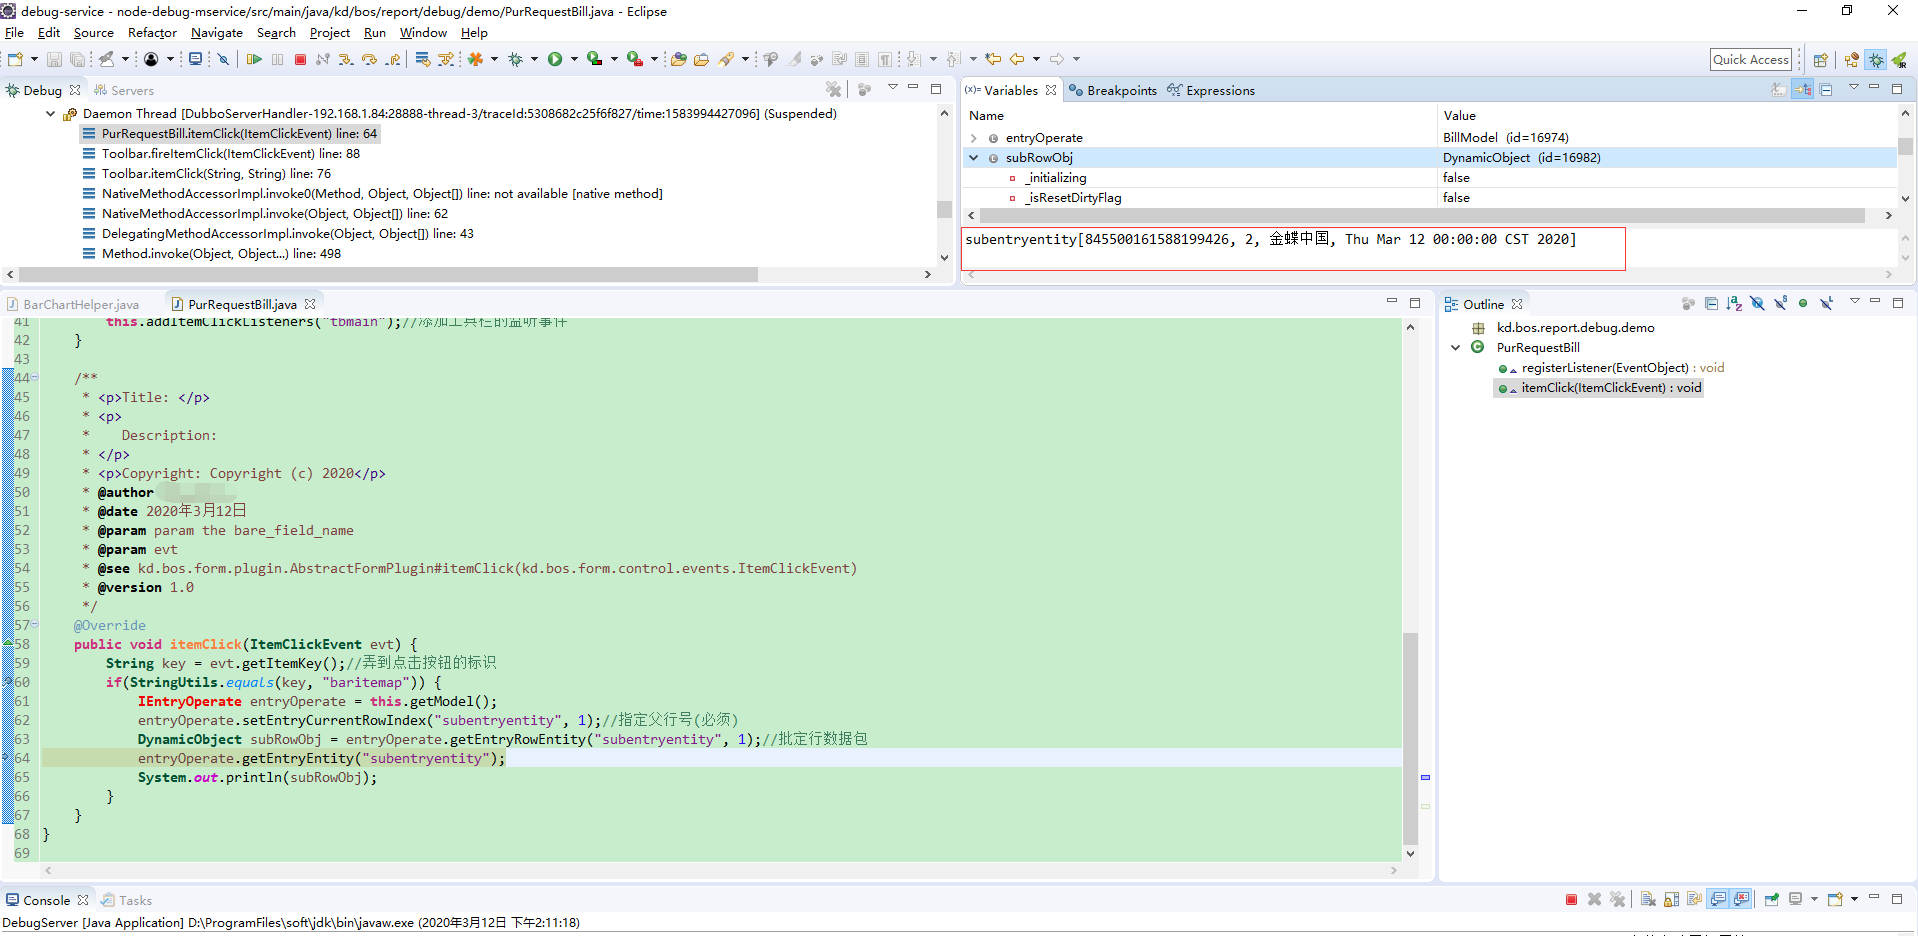 debug-service - node-debug-mservice/src/main/java/kd/bos/report/debug/demo/PurRequestBill.java - Eclipse
File Edit Source Refactor Navigate Search Project Run Window Help
Quick Access
Debug Servers
Daemon Thread [DubboServerHandler-192.168.1.84:28888-thread-3/traceId:5308682c25f6f827/time:1583994427096] (Suspended)
PurRequestBill.itemClick(ItemClickEvent) line: 64
Toolbar.fireItemClick(ItemClickEvent) line: 88
Toolbar.itemClick(String, String) line: 76
NativeMethodAccessorImpl.invoke0(Method, Object, Object[]) line: not available [native method]
NativeMethodAccessorImpl.invoke(Object, Object[]) line: 62
DelegatingMethodAccessorImpl.invoke(Object, Object[]) line: 43
Method.invoke(Object, Object...) line: 498
(x)= Variables Breakpoints Expressions
Name Value
entryOperate BillModel (id=16974)
subRowObj DynamicObject (id=16982)
_initializing false
_isResetDirtyFlag false
subentryentity[845500161588199426, 2, 金蝶中国, Thu Mar 12 00:00:00 CST 2020]
BarChartHelper.java PurRequestBill.java
41 this.addItemClickListeners("tbmain");//添加工具栏的监听事件
42 }
43
44 /**
45 * <p>Title: </p>
46 * <p>
47 * Description:
48 * </p>
49 * <p>Copyright: Copyright (c) 2020</p>
50 * @author
51 * @date 2020年3月12日
52 * @param param the bare_field_name
53 * @param evt
54 * @see kd.bos.form.plugin.AbstractFormPlugin#itemClick(kd.bos.form.control.events.ItemClickEvent)
55 * @version 1.0
56 */
57 @Override
58 public void itemClick(ItemClickEvent evt) {
59 String key = evt.getItemKey();//弄到点击按钮的标识
60 if(StringUtils.equals(key, "baritemap")) {
61 IEntryOperate entryOperate = this.getModel();
62 entryOperate.setEntryCurrentRowIndex("subentryentity", 1);//指定父行号(必须)
63 DynamicObject subRowObj = entryOperate.getEntryRowEntity("subentryentity", 1);//批定行数据包
64 entryOperate.getEntryEntity("subentryentity");
65 System.out.println(subRowObj);
66 }
67 }
68 }
69
Outline
kd.bos.report.debug.demo
PurRequestBill
registerListener(EventObject) : void
itemClick(ItemClickEvent) : void
Console Tasks
DebugServer [Java Application] D:\ProgramFiles\soft\jdk\bin\javaw.exe (2020年3月12日 下午2:11:18)